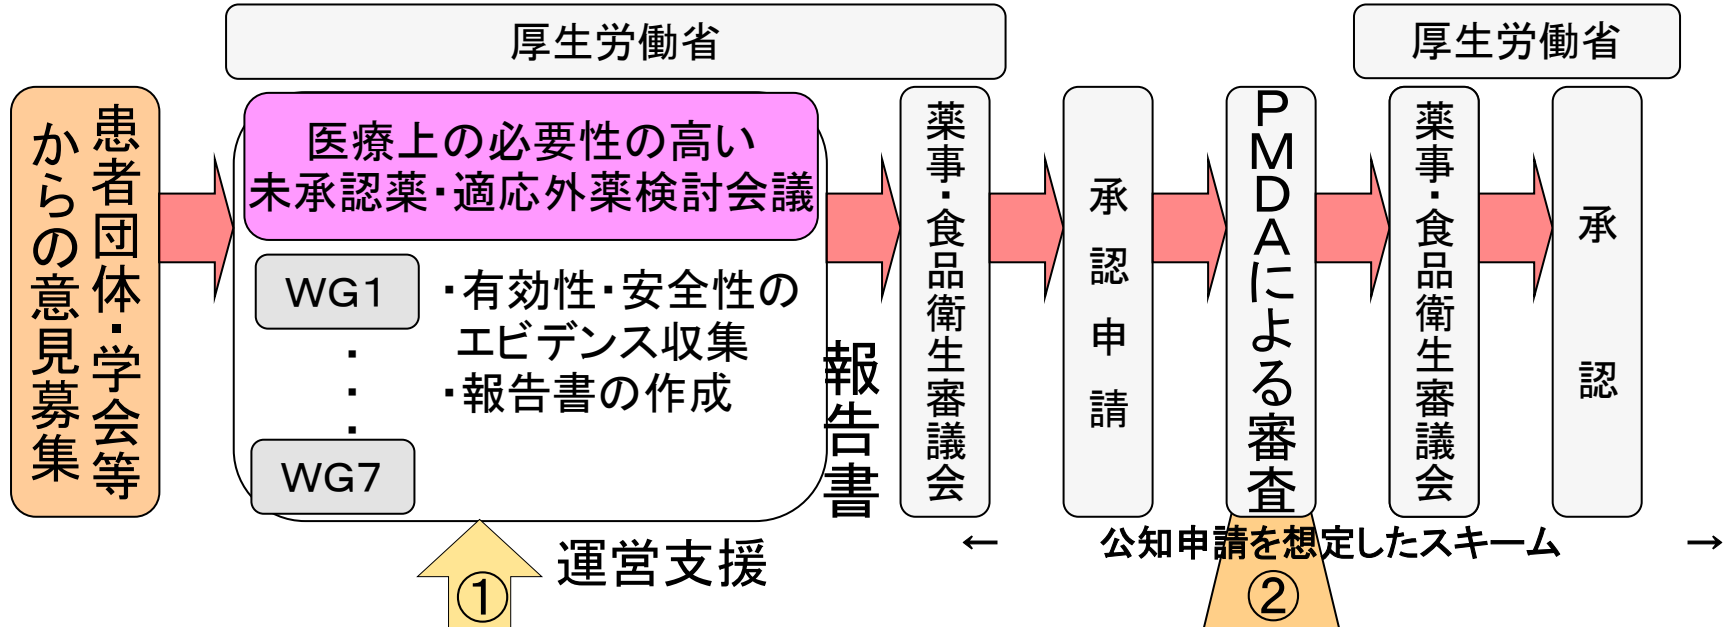 厚生労働省
厚生労働省
患者団体・学会等
からの意見募集
医療上の必要性の高い
未承認薬・適応外薬検討会議
WG1
・
・
・
WG7
・有効性・安全性の
エビデンス収集
・報告書の作成
報告書
薬事・食品衛生審議会
承認申請
PMDAによる審査
薬事・食品衛生審議会
承認
← 公知申請を想定したスキーム →
運営支援
①
②